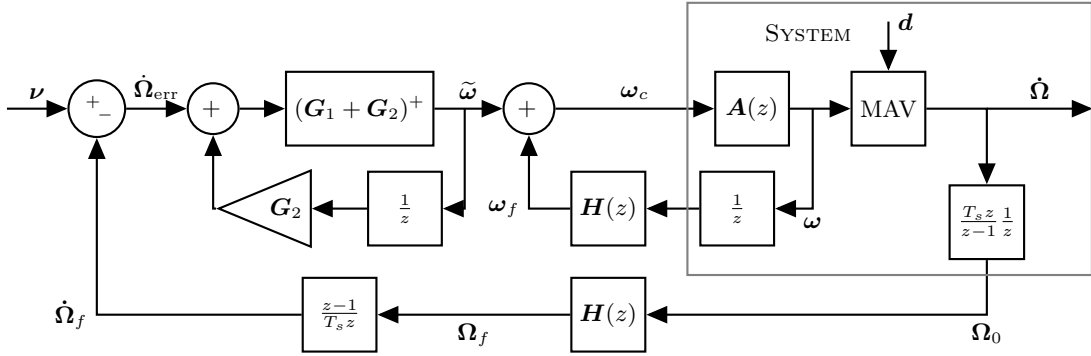 SYSTEM
d
ν
+
−
Ω̇err
+
(G1 + G2)+
ω̃
+
ωc
A(z)
MAV
Ω̇
G2
1/z
ωf
H(z)
1/z
ω
Tsz/z−1 1/z
Ω̇f
z−1/Tsz
Ωf
H(z)
Ω0